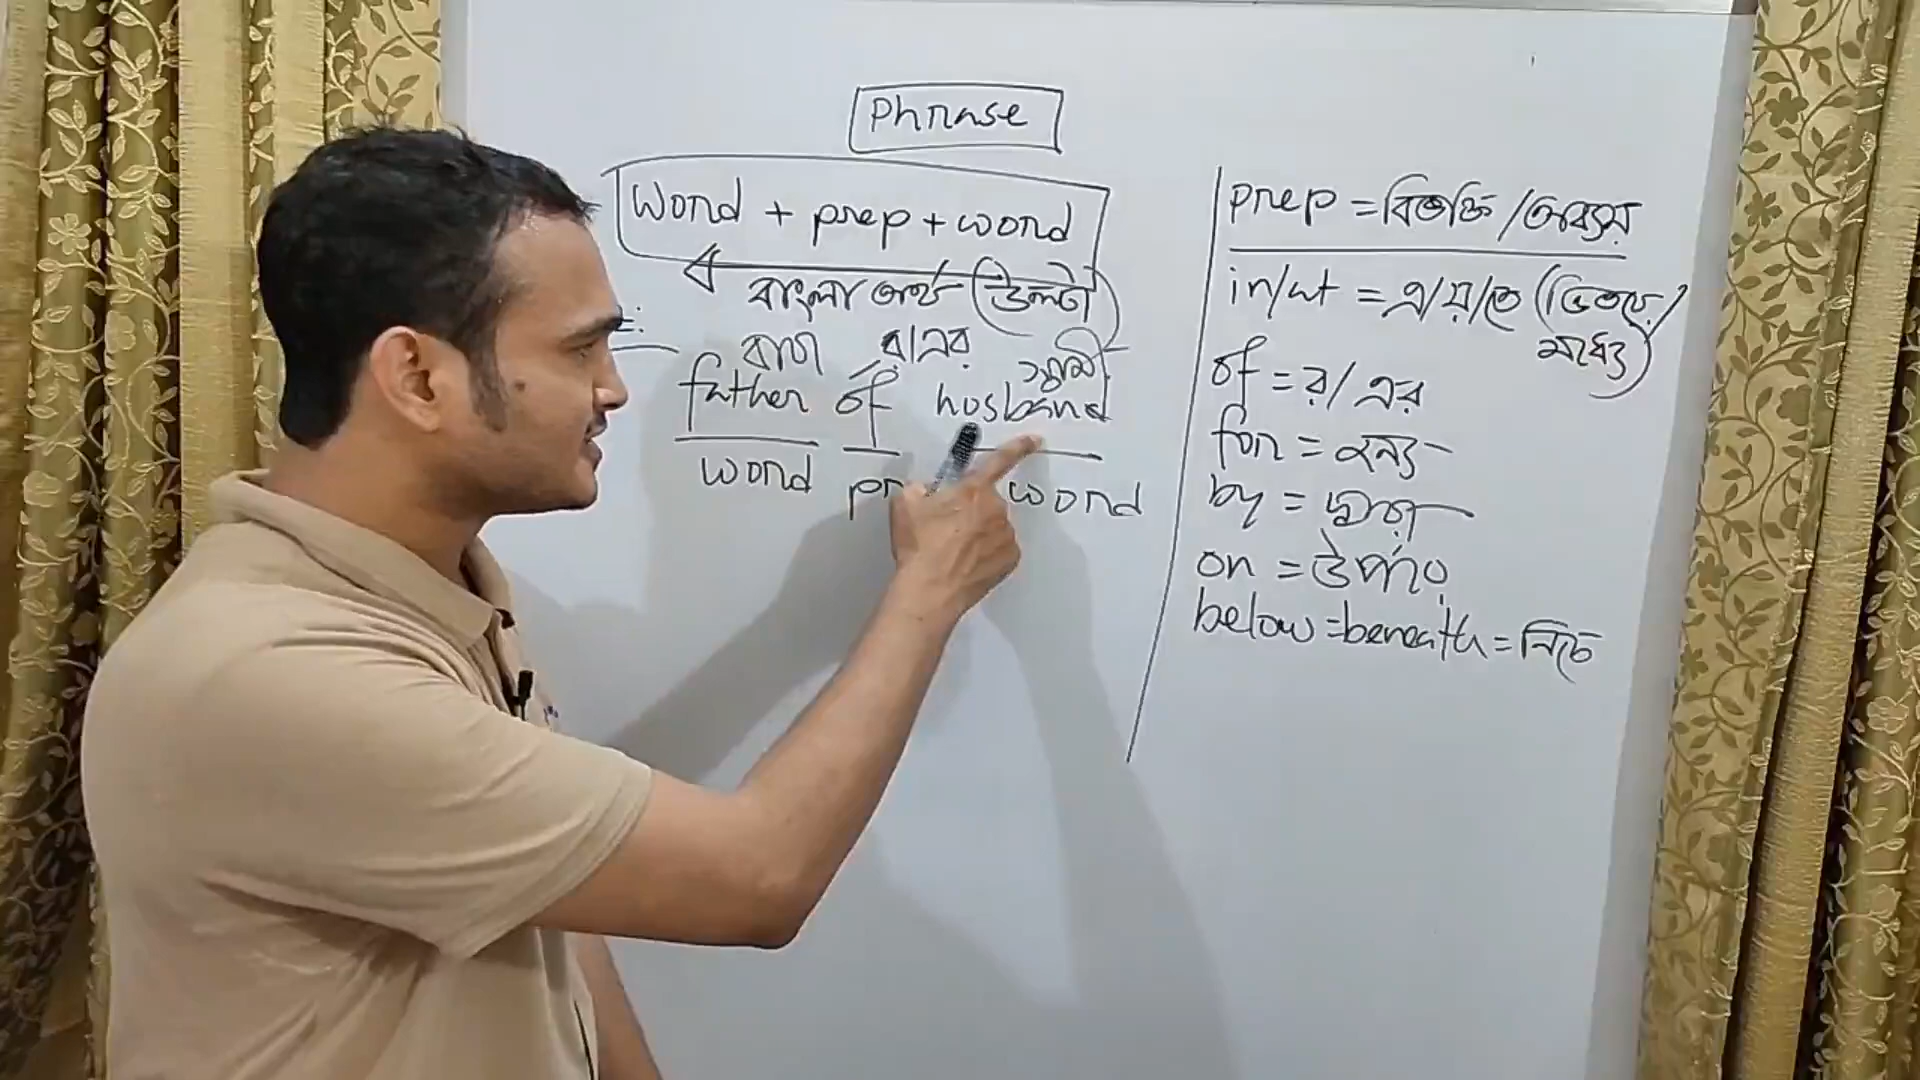 Phrase
Word + prep + word
বাংলা অর্থ (উল্টা)
বাবা র/এর স্বামী
father of husband
word word
prep = বিভক্তি / অব্যয়
in/at = এ/য়/তে (ভিতরে/
মধ্যে)
of = র/ এর
for = জন্য
by = দ্বারা
on = উপরে
below = beneath = নিচে